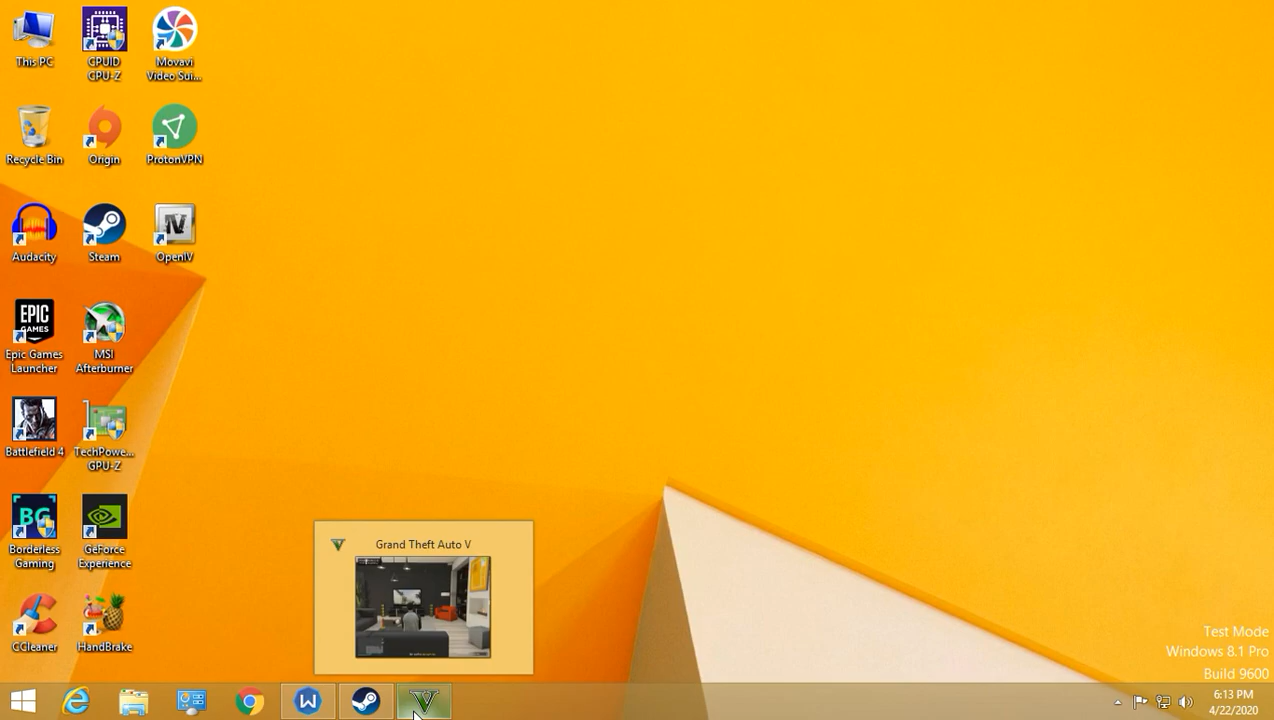 This PC
CPUID
CPU-Z
Movavi
Video Sui...
Recycle Bin
Origin
ProtonVPN
Audacity
Steam
IV
OpenIV
EPIC
GAMES
Epic Games
Launcher
MSI
Afterburner
Battlefield 4
TechPowe...
GPU-Z
BG
Borderless
Gaming
GeForce
Experience
CCleaner
HandBrake
Grand Theft Auto V
Test Mode
Windows 8.1 Pro
Build 9600
W
V
6:13 PM
4/22/2020